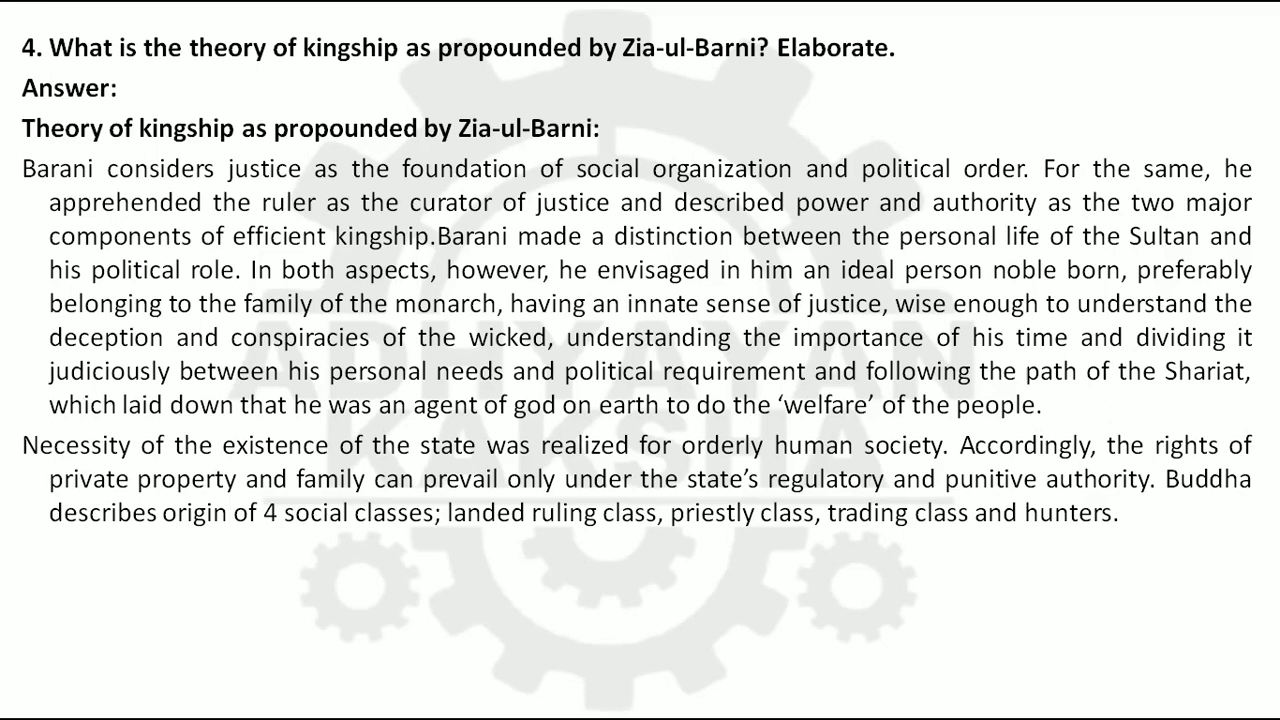 4. What is the theory of kingship as propounded by Zia-ul-Barni? Elaborate.
Answer:
Theory of kingship as propounded by Zia-ul-Barni:
Barani considers justice as the foundation of social organization and political order. For the same, he
apprehended the ruler as the curator of justice and described power and authority as the two major
components of efficient kingship.Barani made a distinction between the personal life of the Sultan and
his political role. In both aspects, however, he envisaged in him an ideal person noble born, preferably
belonging to the family of the monarch, having an innate sense of justice, wise enough to understand the
deception and conspiracies of the wicked, understanding the importance of his time and dividing it
judiciously between his personal needs and political requirement and following the path of the Shariat,
which laid down that he was an agent of god on earth to do the ‘welfare’ of the people.
Necessity of the existence of the state was realized for orderly human society. Accordingly, the rights of
private property and family can prevail only under the state’s regulatory and punitive authority. Buddha
describes origin of 4 social classes; landed ruling class, priestly class, trading class and hunters.
ADHYAYAN
KAKSHA